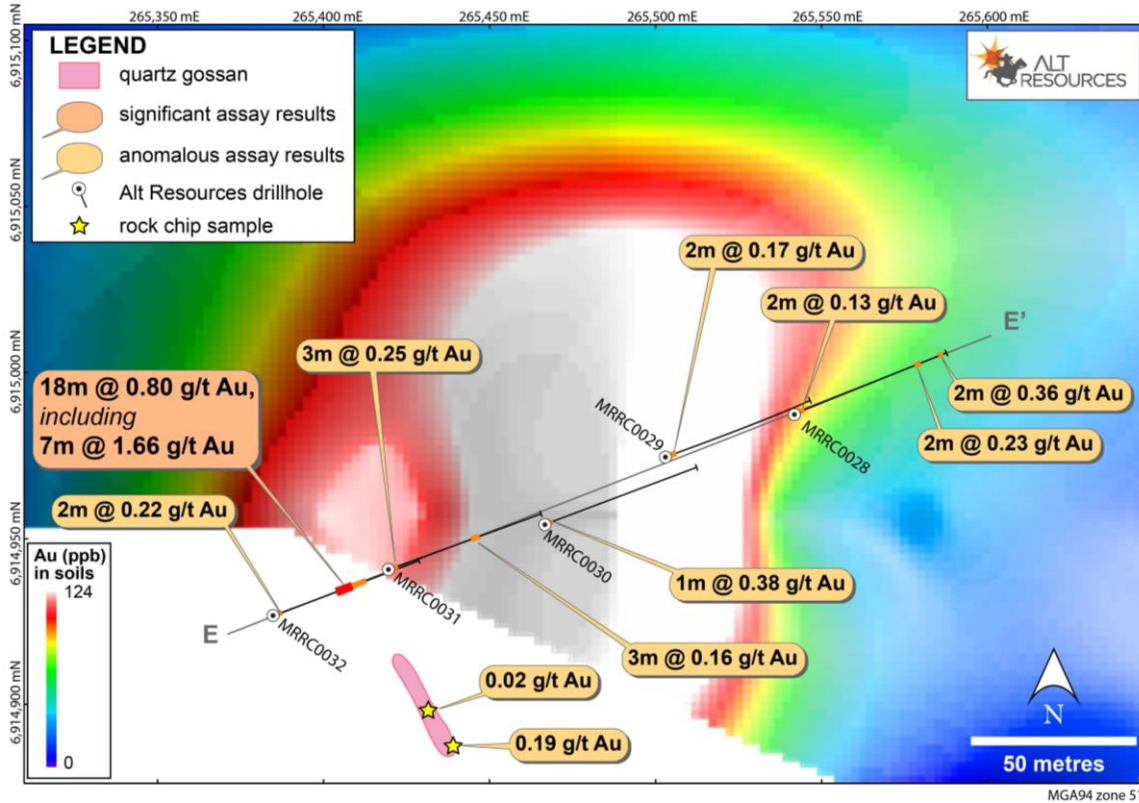 265,350 mE
265,400 mE
265,450 mE
265,500 mE
265,550 mE
265,600 mE
6,915,100 mN
6,915,050 mN
6,915,000 mN
6,914,950 mN
6,914,900 mN
LEGEND
quartz gossan
significant assay results
anomalous assay results
Alt Resources drillhole
rock chip sample
ALT
RESOURCES
2m @ 0.17 g/t Au
2m @ 0.13 g/t Au
E’
3m @ 0.25 g/t Au
18m @ 0.80 g/t Au,
including
7m @ 1.66 g/t Au
2m @ 0.36 g/t Au
MRRC0029
MRRC0028
2m @ 0.23 g/t Au
2m @ 0.22 g/t Au
MRRC0030
1m @ 0.38 g/t Au
MRRC0031
E
MRRC0032
3m @ 0.16 g/t Au
0.02 g/t Au
0.19 g/t Au
Au (ppb)
in soils
124
0
N
50 metres
MGA94 zone 51